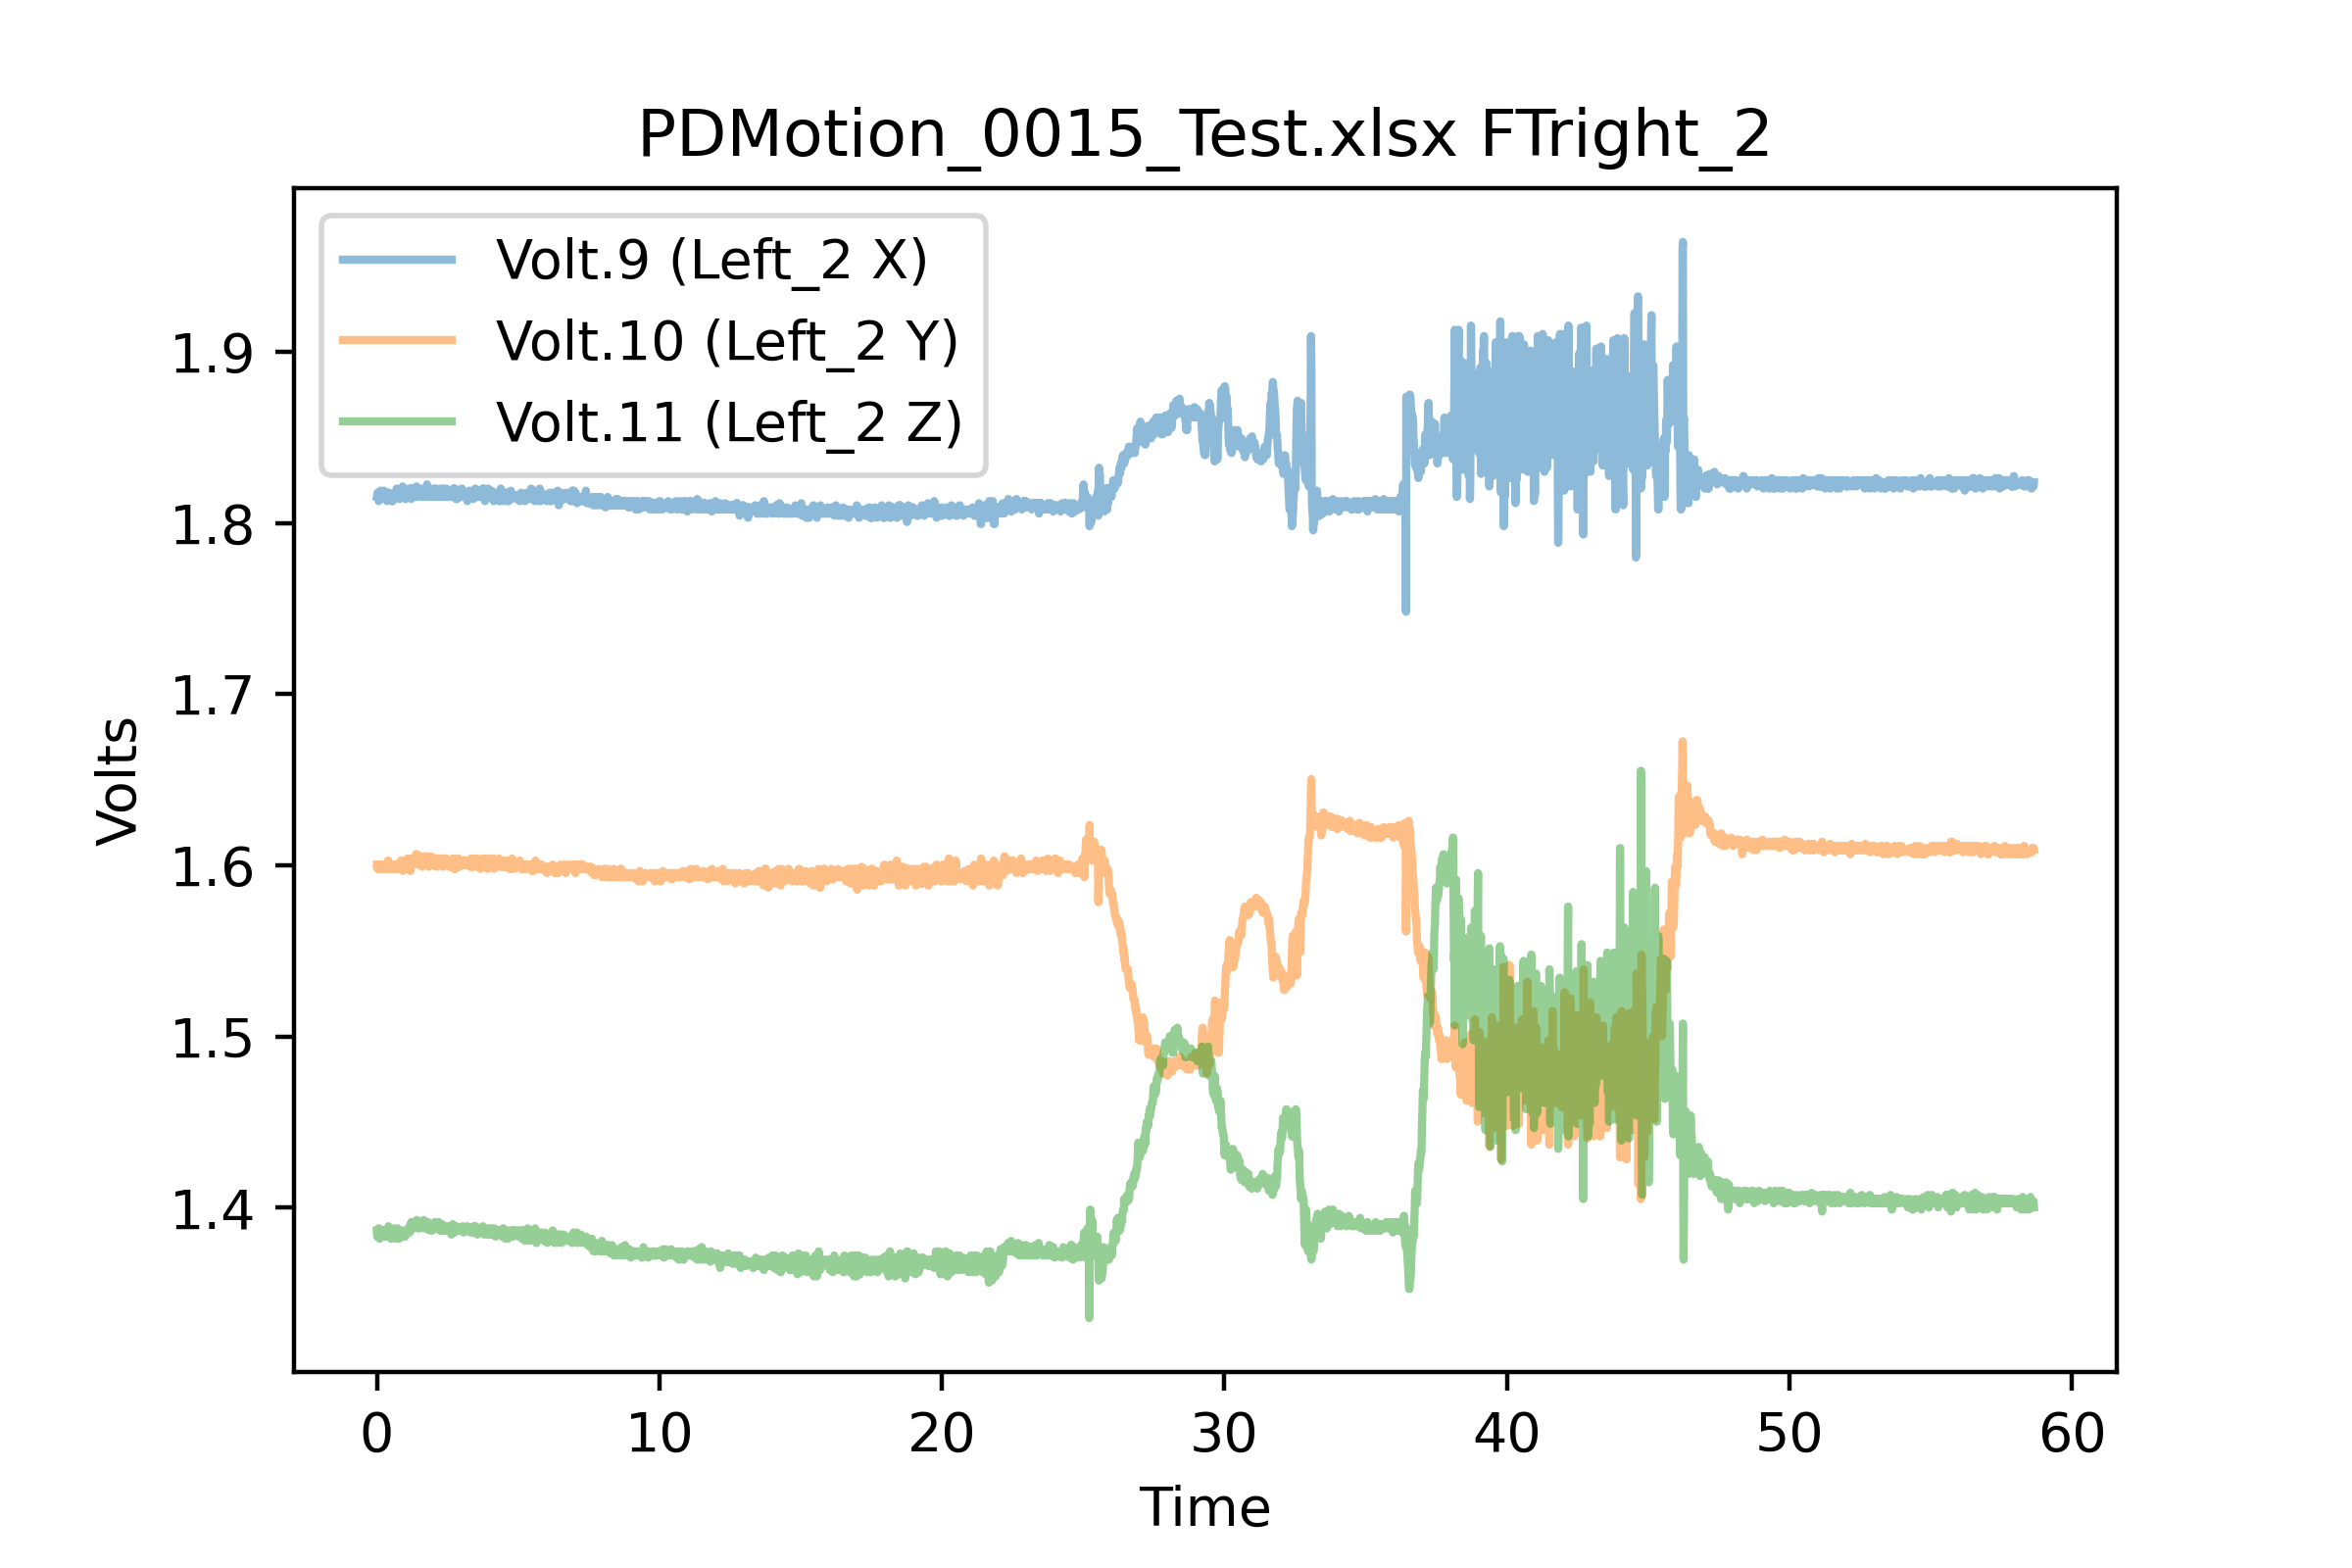 PDMotion_0015_Test.xlsx FTright_2
Volt.9 (Left_2 X)
Volt.10 (Left_2 Y)
Volt.11 (Left_2 Z)
1.9
1.8
1.7
1.6
1.5
1.4
Volts
0 10 20 30 40 50 60
Time